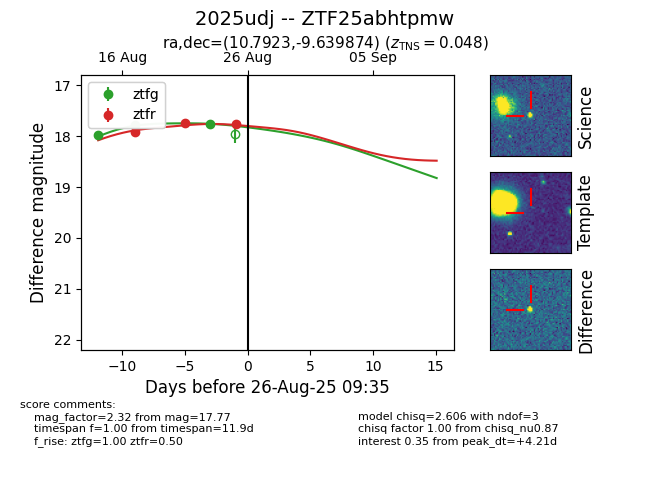 2025udj -- ZTF25abhtpmw
ra,dec=(10.7923,-9.639874) (z_TNS = 0.048)
16 Aug
26 Aug
05 Sep
ztfg
ztfr
17
18
19
20
21
22
Difference magnitude
−10
−5
0
5
10
15
Days before 26-Aug-25 09:35
Science
Template
Difference
score comments:
mag_factor=2.32 from mag=17.77
timespan f=1.00 from timespan=11.9d
f_rise: ztfg=1.00 ztfr=0.50
model chisq=2.606 with ndof=3
chisq factor 1.00 from chisq_nu0.87
interest 0.35 from peak_dt=+4.21d